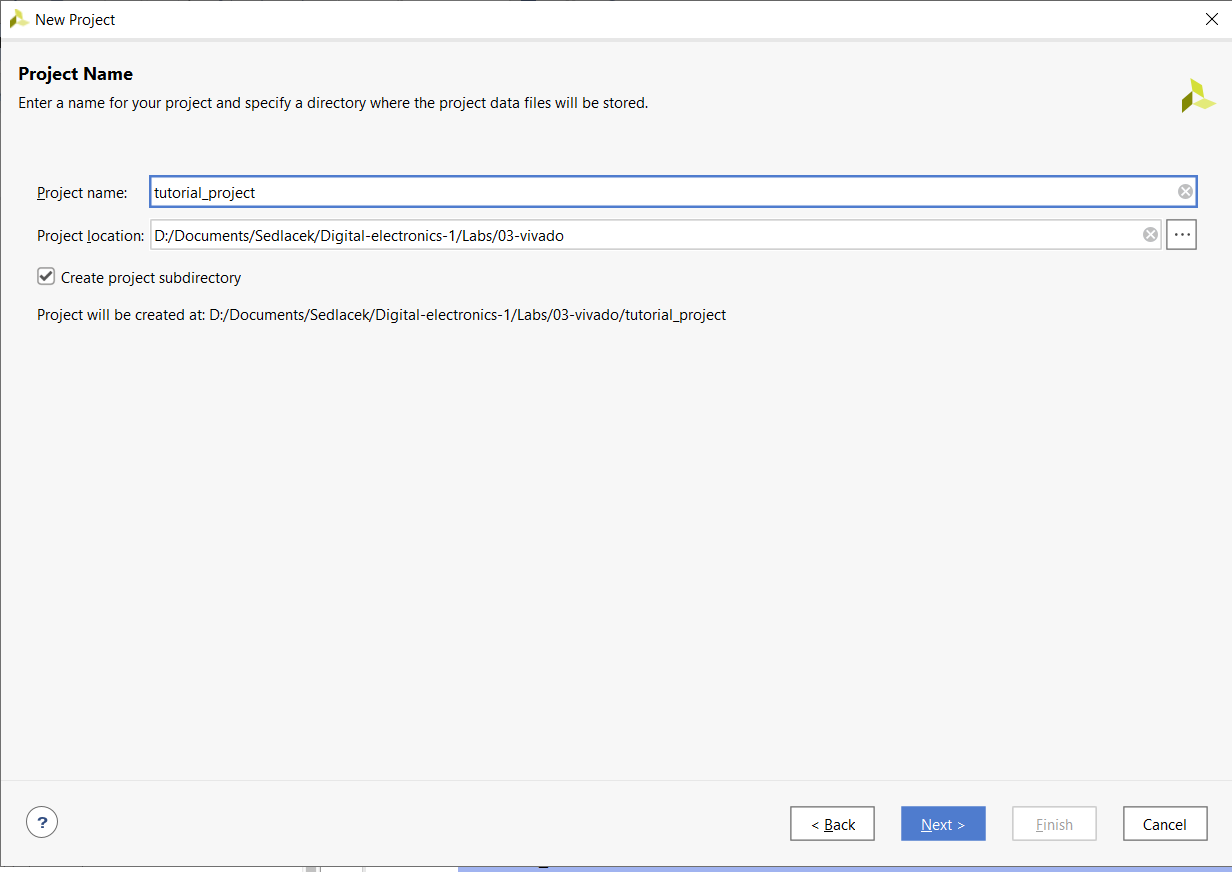 New Project
Project Name
Enter a name for your project and specify a directory where the project data files will be stored.
Project name: tutorial_project
Project location: D:/Documents/Sedlacek/Digital-electronics-1/Labs/03-vivado
...
Create project subdirectory
Project will be created at: D:/Documents/Sedlacek/Digital-electronics-1/Labs/03-vivado/tutorial_project
? < Back Next > Finish Cancel